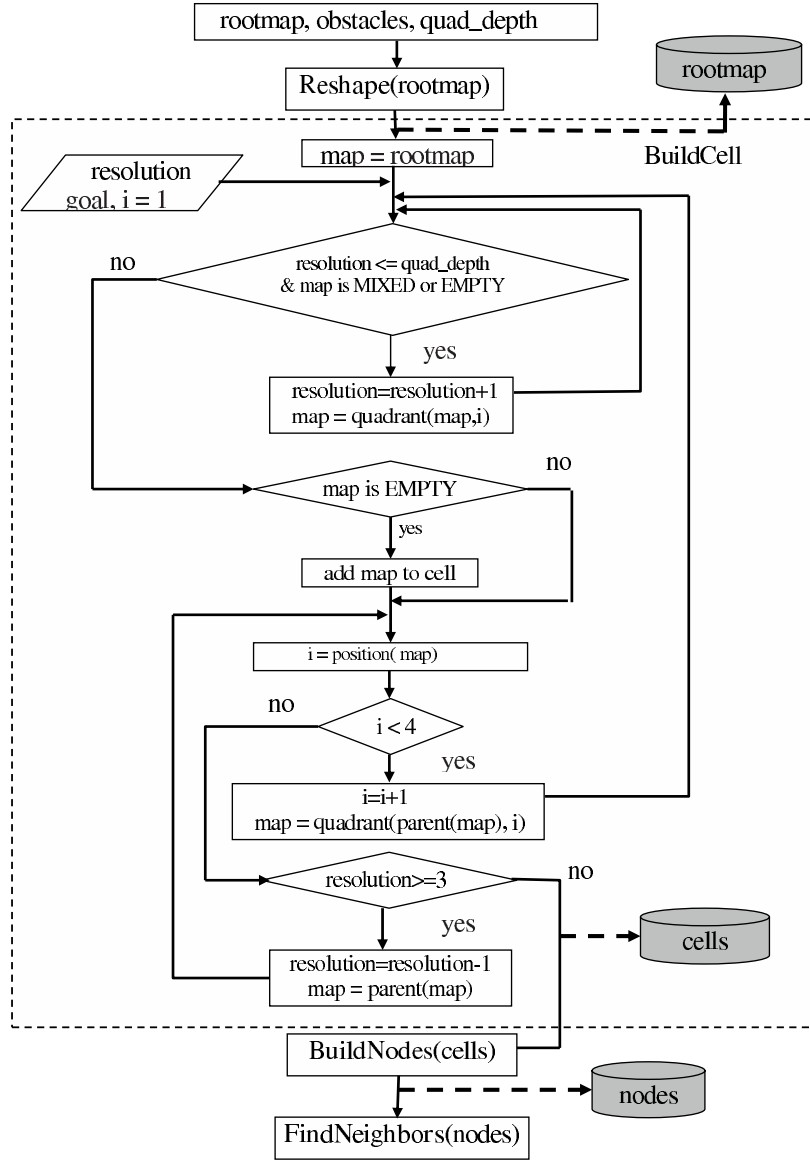 rootmap, obstacles, quad_depth
Reshape(rootmap)
rootmap
map = rootmap
BuildCell
resolution
goal, i = 1
no
resolution <= quad_depth
& map is MIXED or EMPTY
yes
resolution=resolution+1
map = quadrant(map,i)
no
map is EMPTY
yes
add map to cell
i = position( map)
no
i < 4
yes
i=i+1
map = quadrant(parent(map), i)
resolution>=3
no
yes
cells
resolution=resolution-1
map = parent(map)
BuildNodes(cells)
nodes
FindNeighbors(nodes)